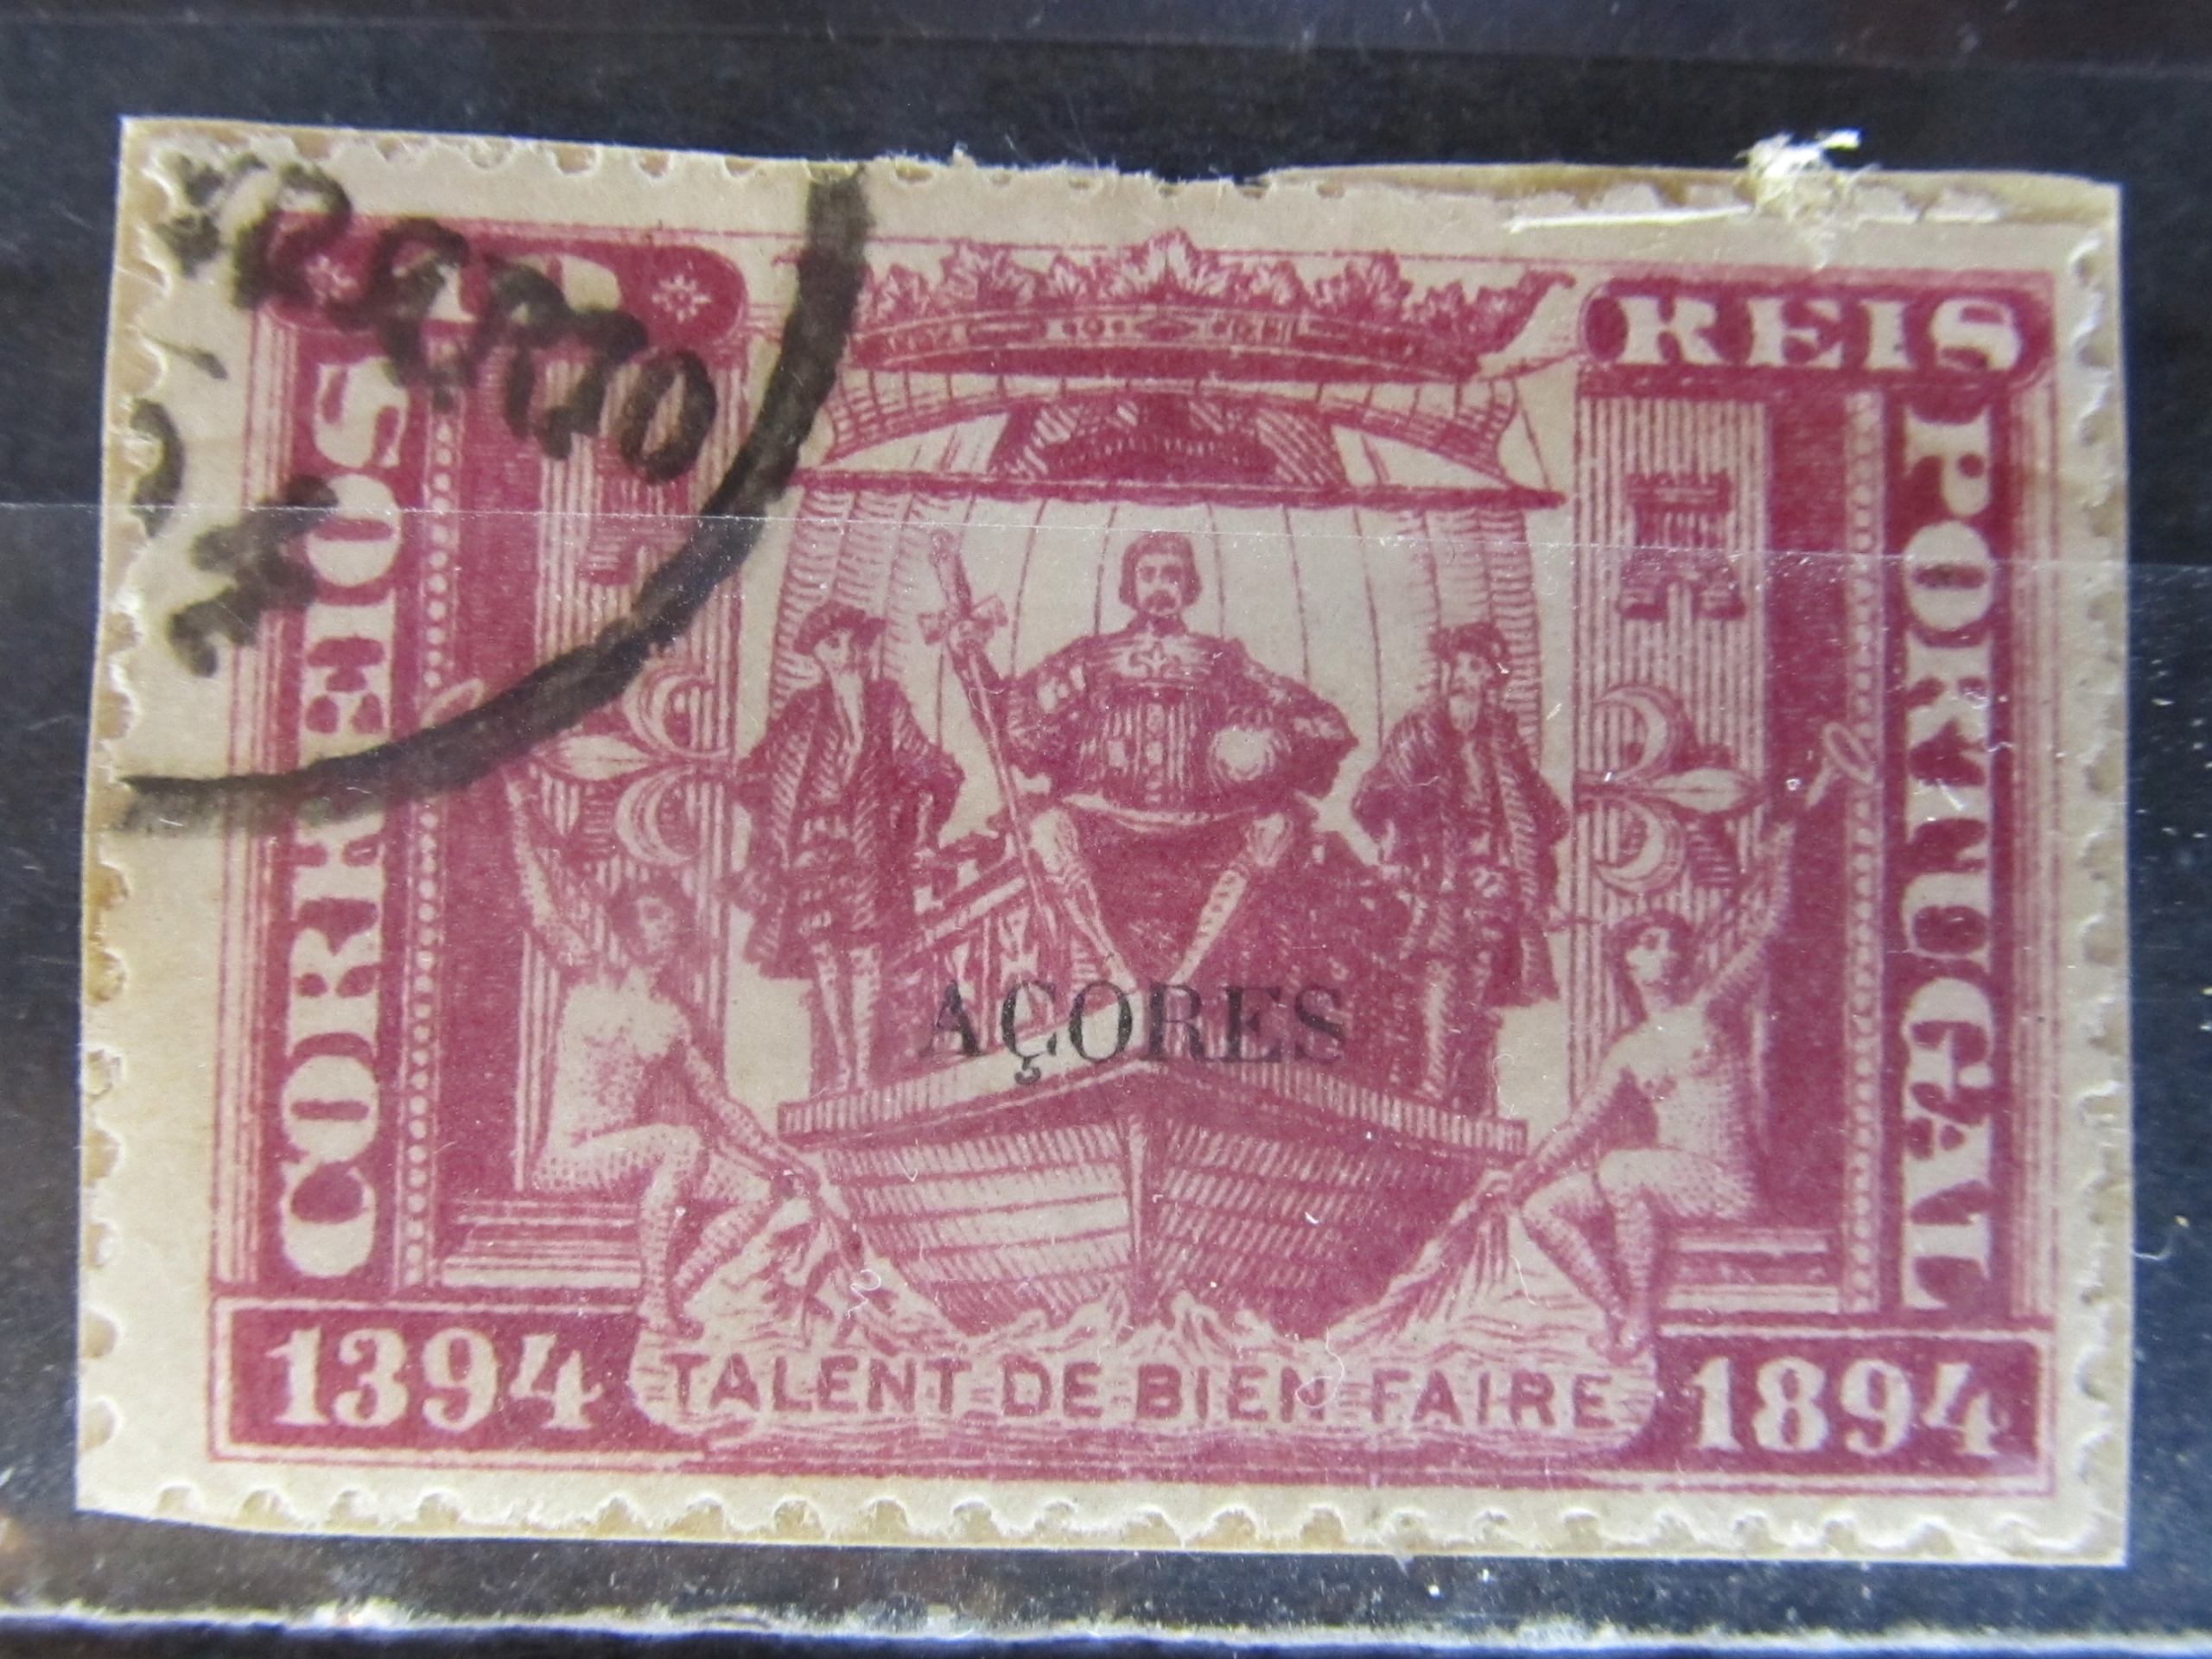 REIS
CORREIOS
PORTUGAL
AÇORES
1394
TALENT DE BIEN FAIRE
1894